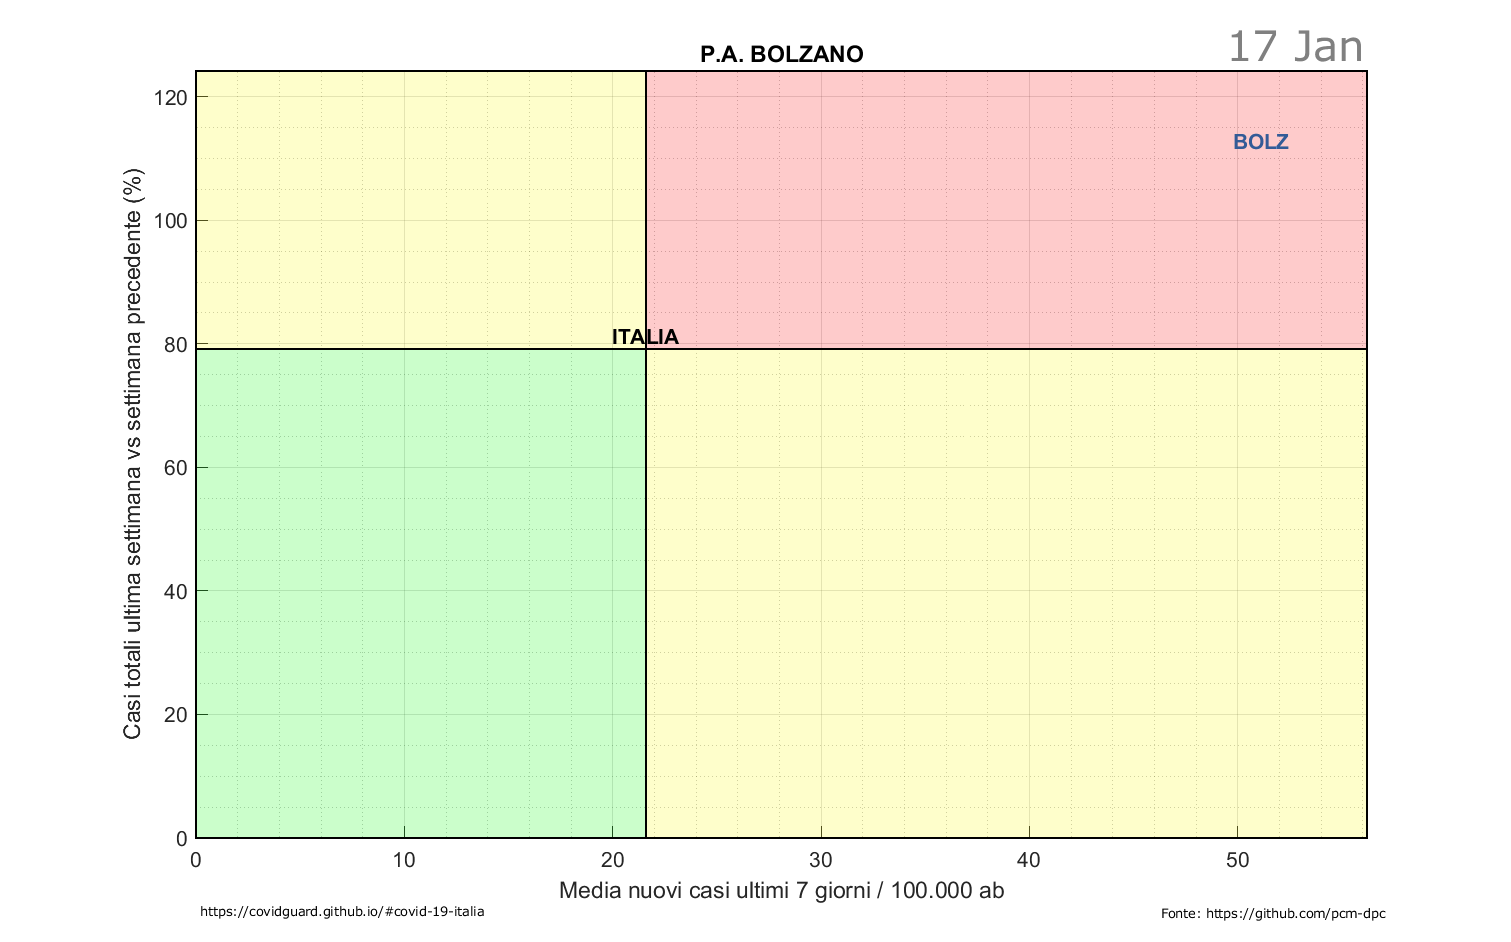 17 Jan
P.A. BOLZANO
120
100
80
60
40
20
0
Casi totali ultima settimana vs settimana precedente (%)
BOLZ
ITALIA
0 10 20 30 40 50
Media nuovi casi ultimi 7 giorni / 100.000 ab
https://covidguard.github.io/#covid-19-italia
Fonte: https://github.com/pcm-dpc